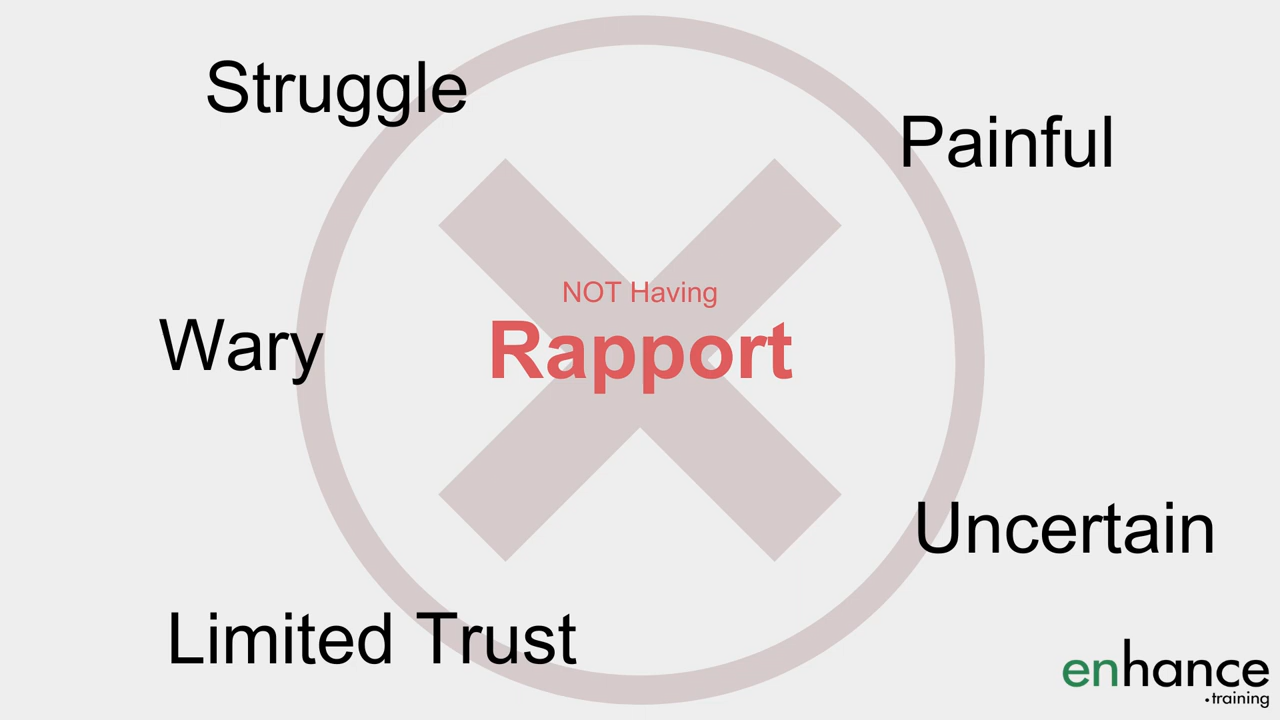 Struggle
Painful
NOT Having
Rapport
Wary
Uncertain
Limited Trust
enhance
.training